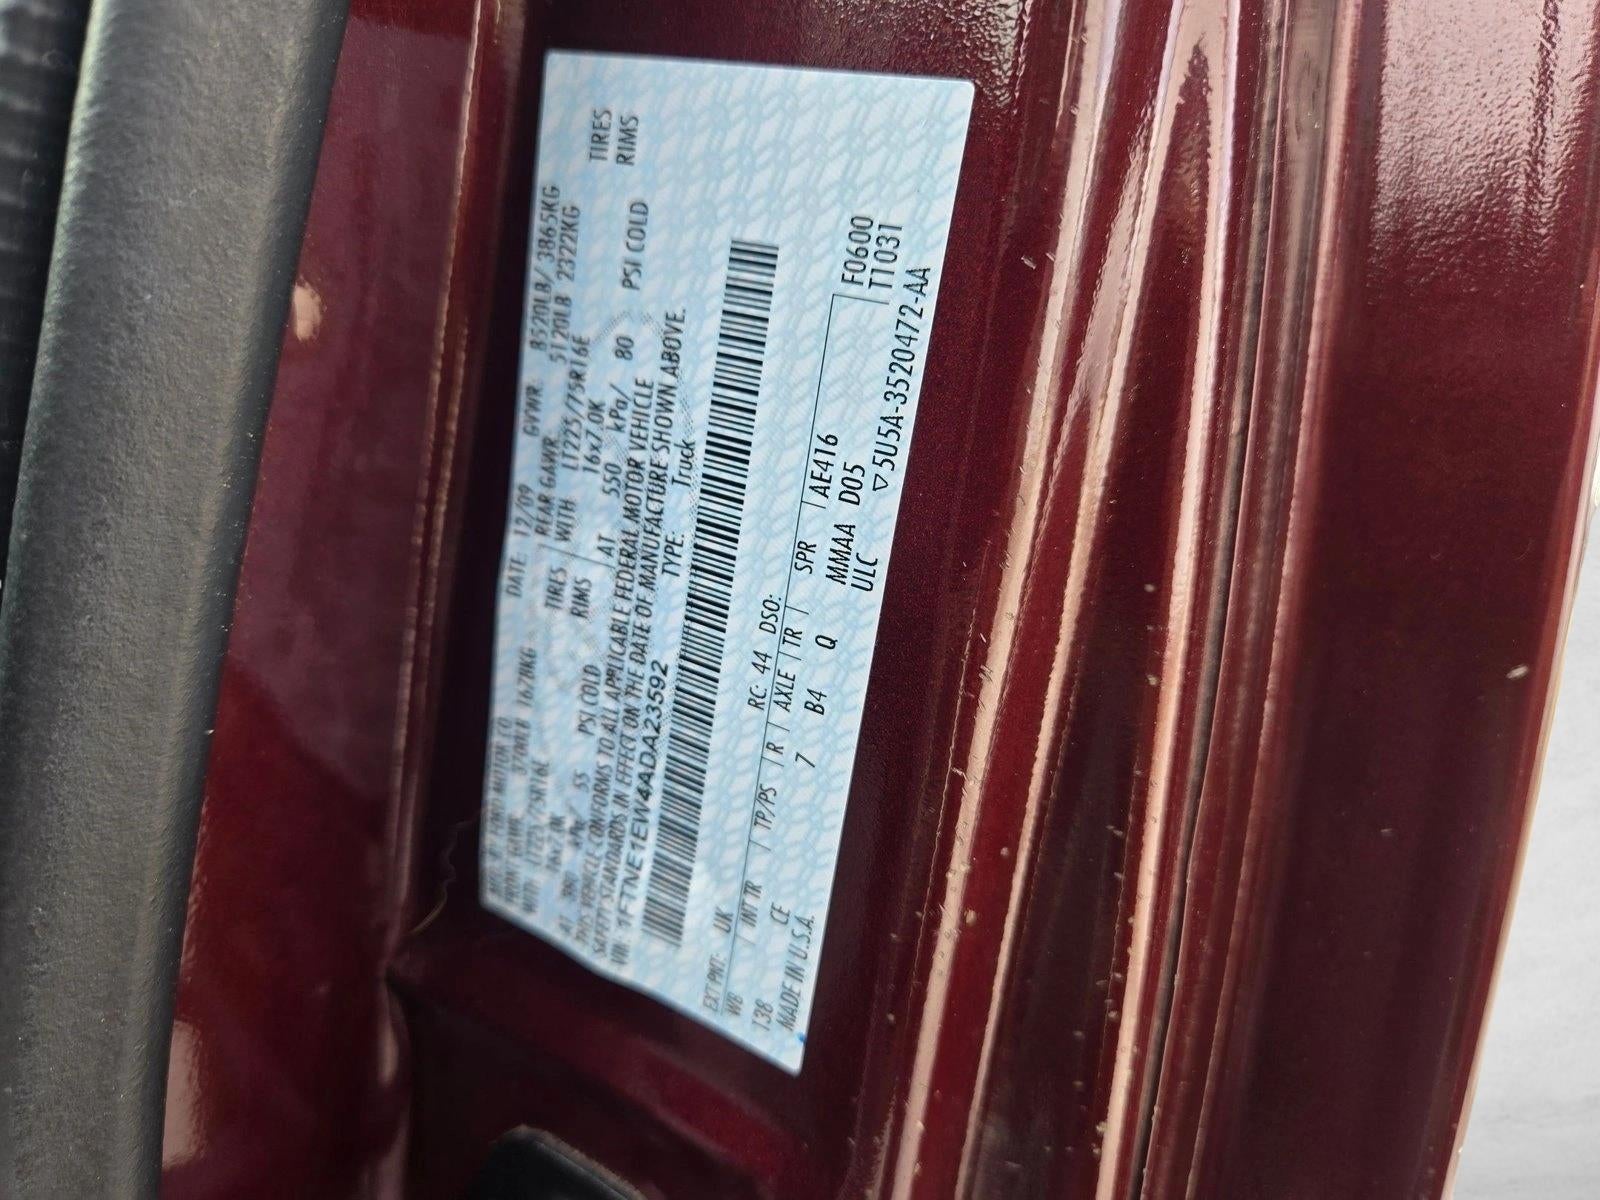 MFD. BY FORD MOTOR CO. DATE: 12/09 GVWR: 8520LB/ 3865KG
FRONT GAWR: 3700LB 1678KG REAR GAWR: 5120LB 2322KG
WITH LT225/75R16E TIRES WITH LT225/75R16E TIRES
16x7.0K RIMS 16x7.0K RIMS
AT 380 kPa/ 55 PSI COLD AT 550 kPa/ 80 PSI COLD
THIS VEHICLE CONFORMS TO ALL APPLICABLE FEDERAL MOTOR VEHICLE
SAFETY STANDARDS IN EFFECT ON THE DATE OF MANUFACTURE SHOWN ABOVE.
VIN: 1FTNE1EW4ADA23592 TYPE: Truck
EXT PNT: UK RC: 44 DSO: F0600
WB INT TR TP/PS R AXLE TR SPR T1031
138 CE 7 B4 Q MMAA D05 AE416
MADE IN U.S.A. ULC ▽5U5A-3520472-AA